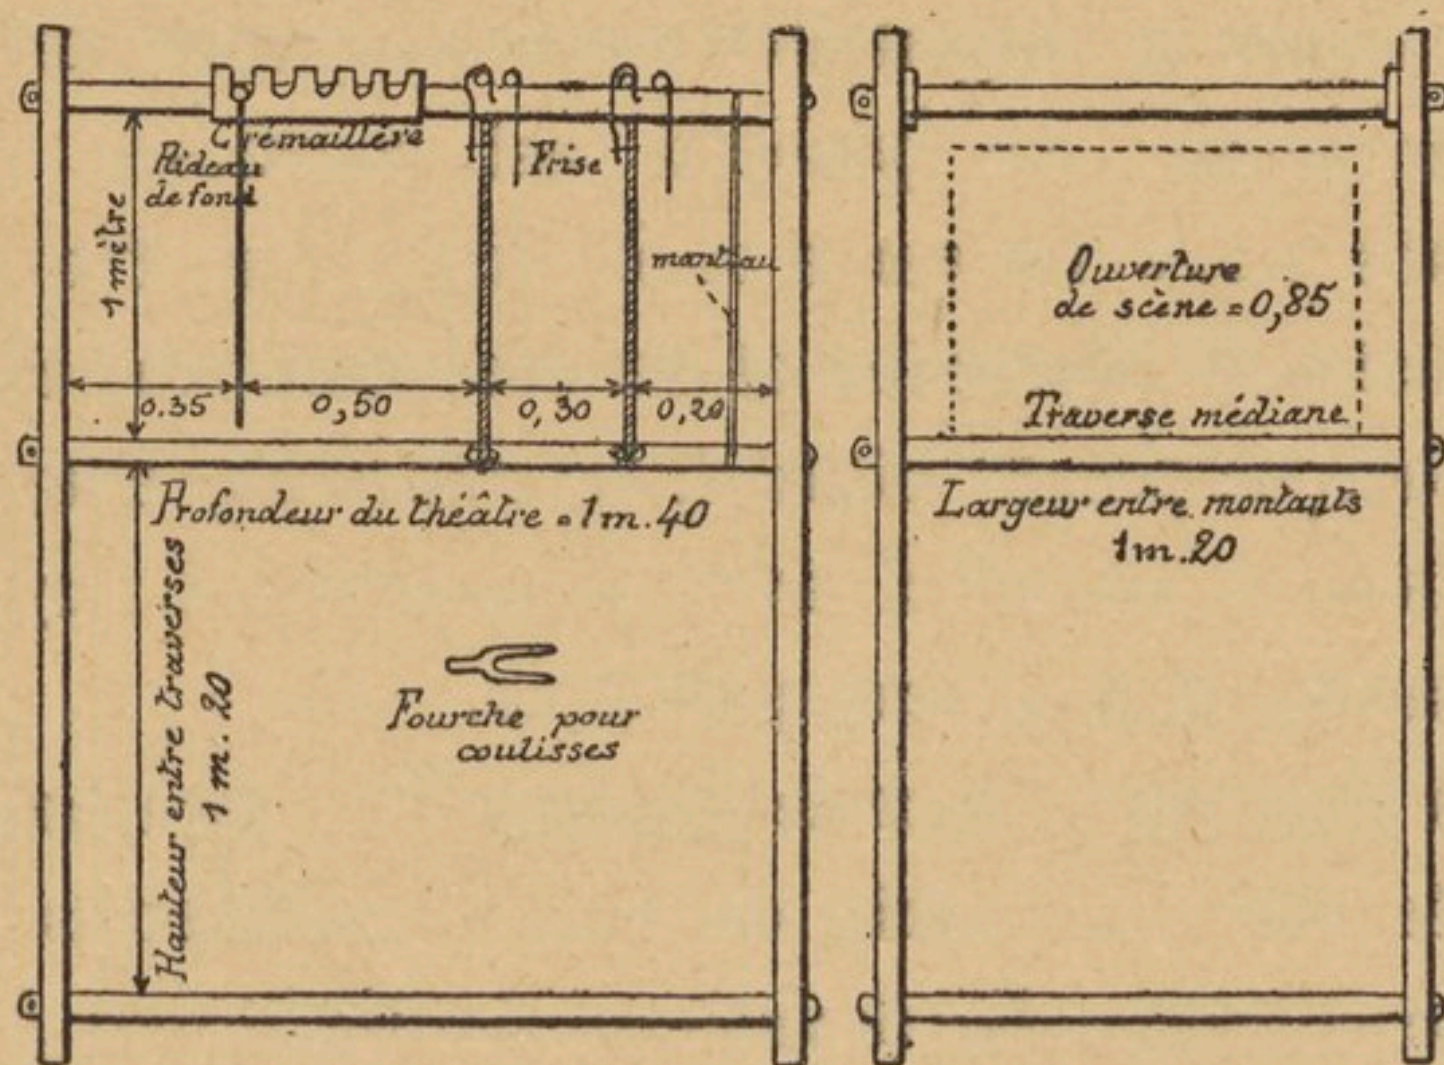 Crémaillère
Rideau
de fond
Frise
1 mètre
manteau
0.35
0,50
0,30
0,20
Profondeur du théâtre = 1 m. 40
Hauteur entre traverses
1 m. 20
Fourche pour
coulisses
Ouverture
de scène = 0,85
Traverse médiane
Largeur entre montants
1 m. 20